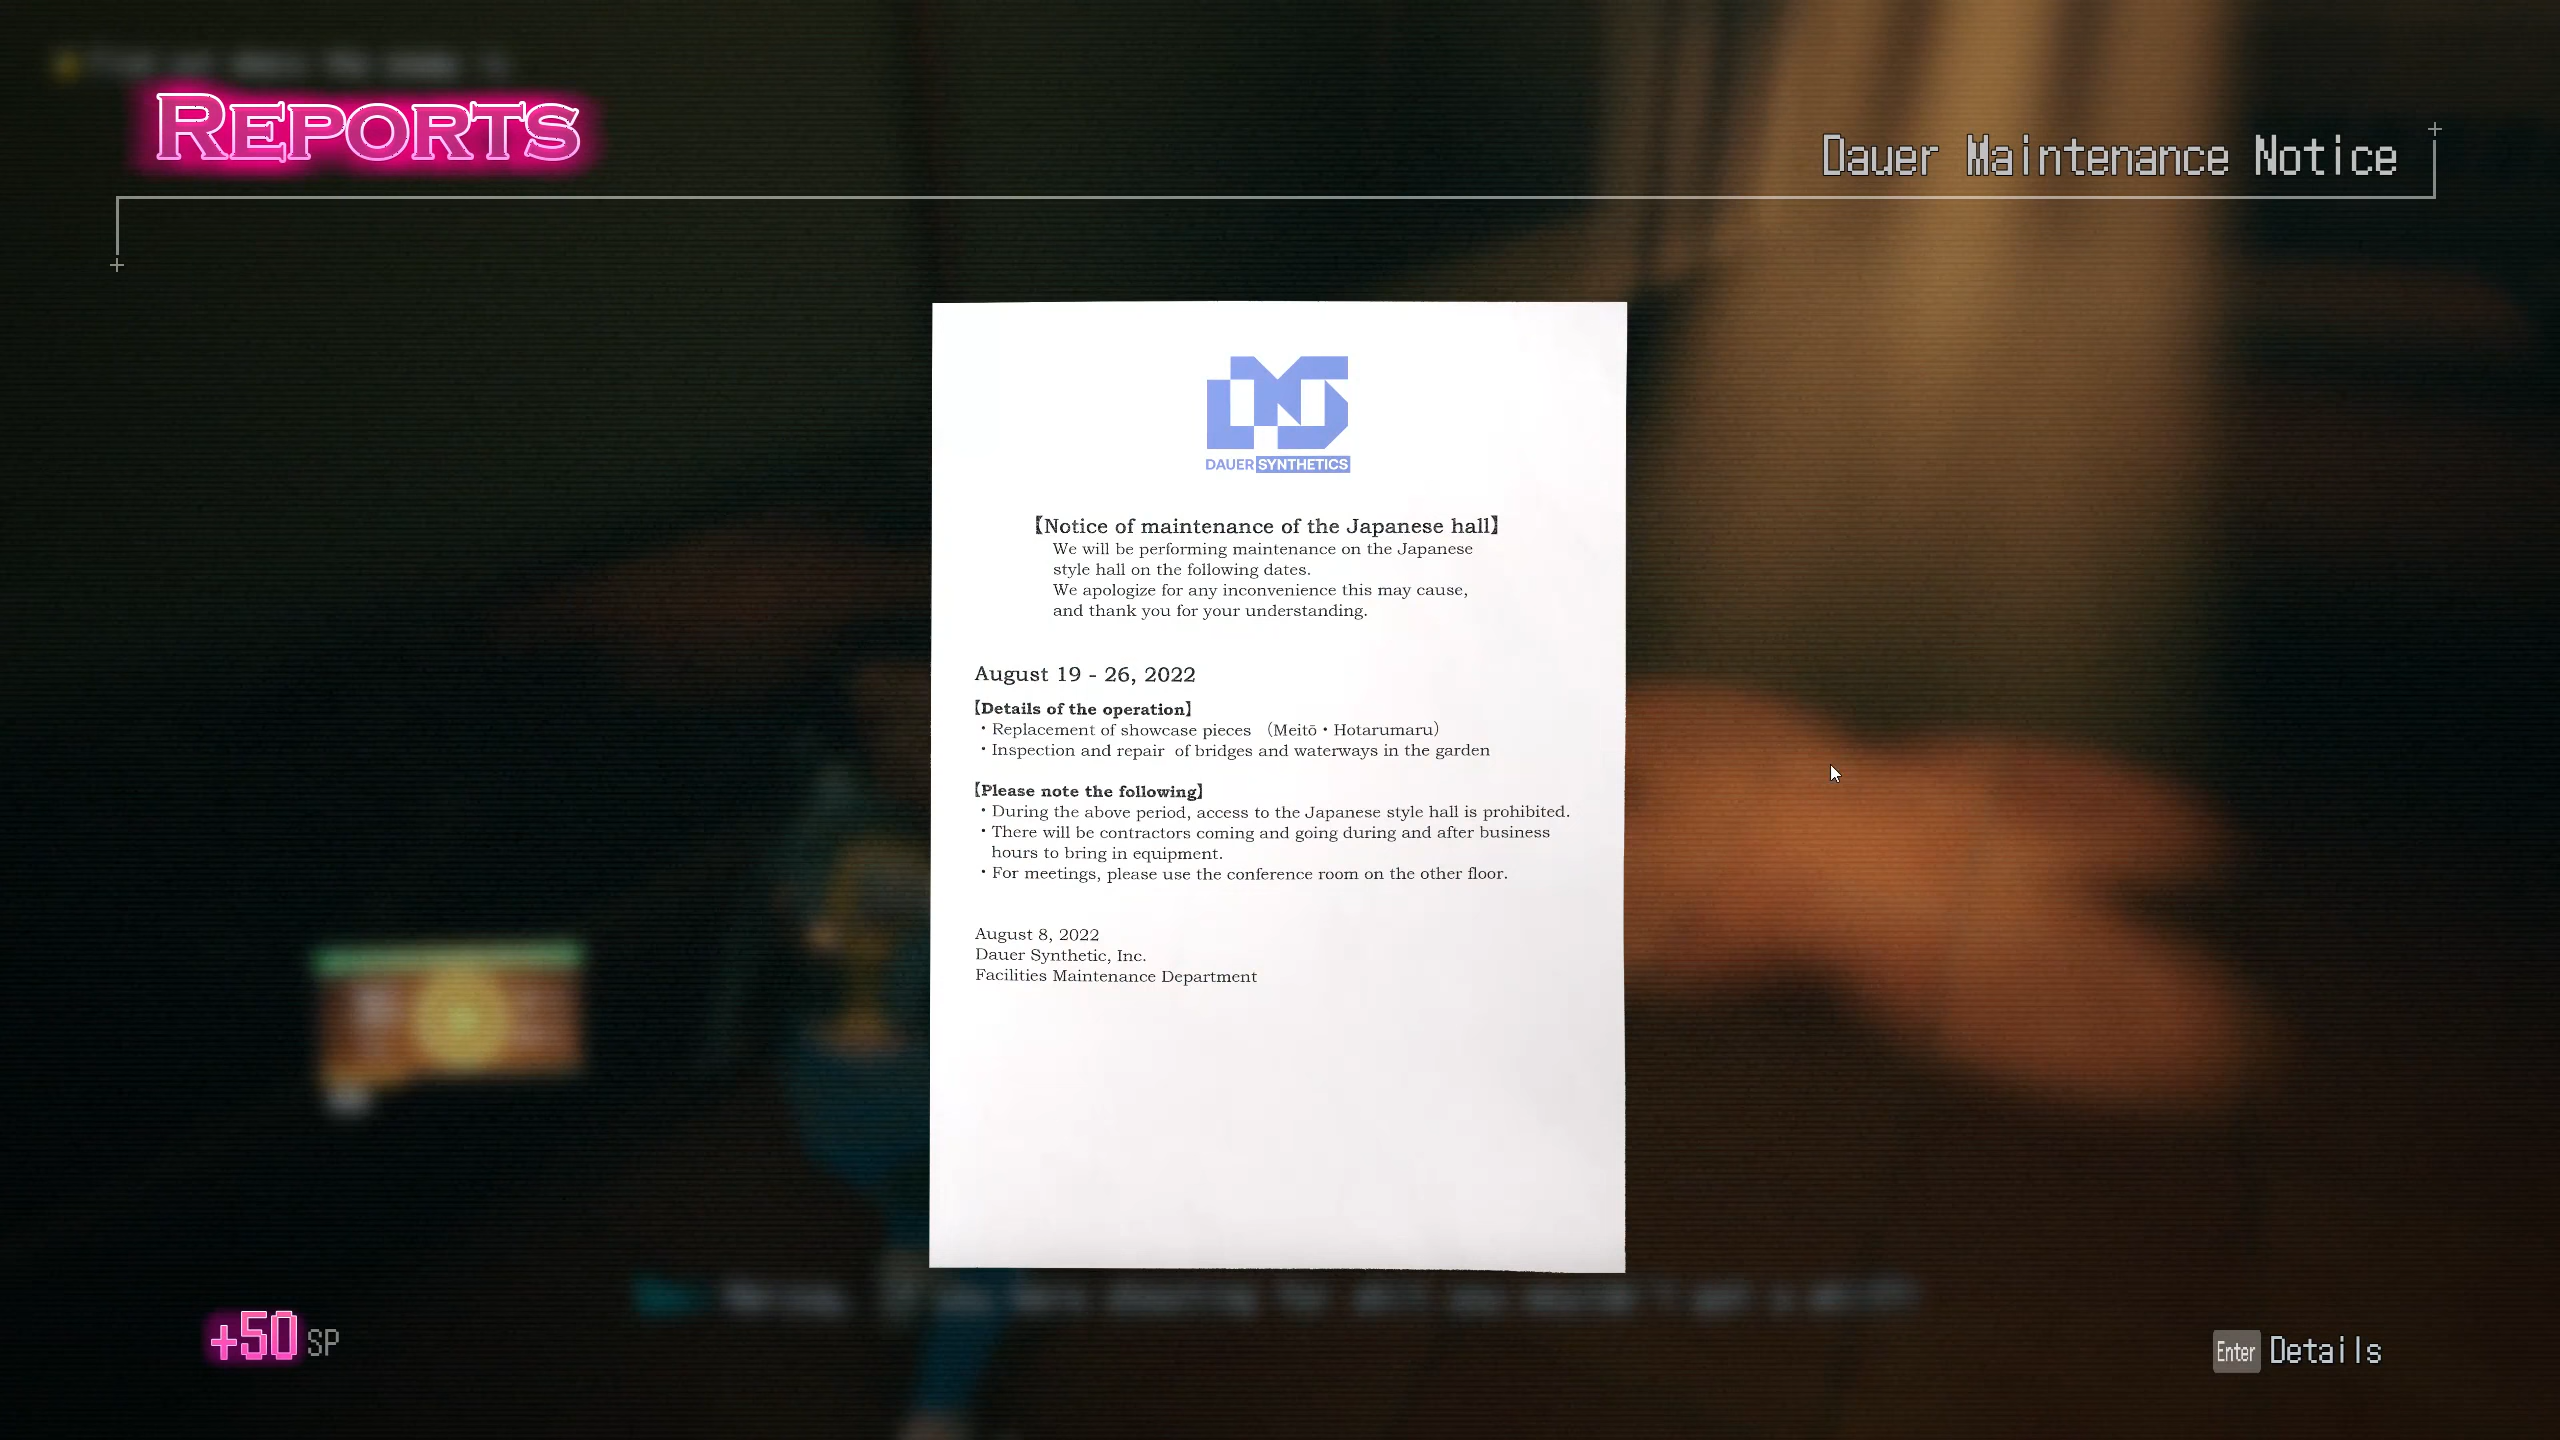 REPORTS
Dauer Maintenance Notice
DAUER SYNTHETICS
【Notice of maintenance of the Japanese hall】
We will be performing maintenance on the Japanese
style hall on the following dates.
We apologize for any inconvenience this may cause,
and thank you for your understanding.
August 19 - 26, 2022
【Details of the operation】
・Replacement of showcase pieces （Meitō・Hotarumaru）
・Inspection and repair of bridges and waterways in the garden
【Please note the following】
・During the above period, access to the Japanese style hall is prohibited.
・There will be contractors coming and going during and after business
hours to bring in equipment.
・For meetings, please use the conference room on the other floor.
August 8, 2022
Dauer Synthetic, Inc.
Facilities Maintenance Department
+50 SP
Enter Details